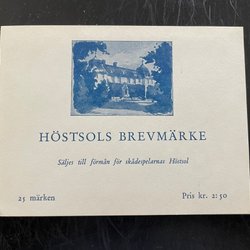 HÖSTSOLS BREVMÄRKE
Säljes till förmån för skådespelarnas Höstsol
25 märken Pris kr. 2:50